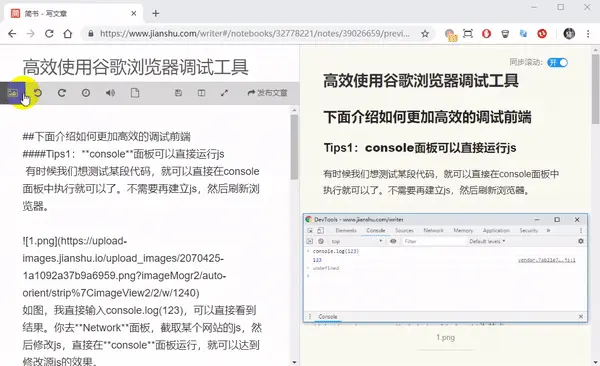 简书 - 写文章
https://www.jianshu.com/writer#/notebooks/32778221/notes/39026659/previ...
高效使用谷歌浏览器调试工具
发布文章
##下面介绍如何更加高效的调试前端
####Tips1：**console**面板可以直接运行js
有时候我们想测试某段代码，就可以直接在console
面板中执行就可以了。不需要再建立js，然后刷新浏
览器。
![1.png](https://upload-
images.jianshu.io/upload_images/2070425-
1a1092a37b9a6959.png?imageMogr2/auto-
orient/strip%7CimageView2/2/w/1240)
如图，我直接输入console.log(123)，可以直接看到
结果。你去**Network**面板，截取某个网站的js，然
后修改js，直接在**console**面板运行，就可以达到
修改源js的效果。
同步滚动：
开
高效使用谷歌浏览器调试工具
下面介绍如何更加高效的调试前端
Tips1：console面板可以直接运行js
有时候我们想测试某段代码，就可以直接在console面板中
执行就可以了。不需要再建立js，然后刷新浏览器。
DevTools - www.jianshu.com/writer
Elements Console Sources Network Performance Memory Application
top
Filter
Default levels
console.log(123)
123
undefined
Console
1.png